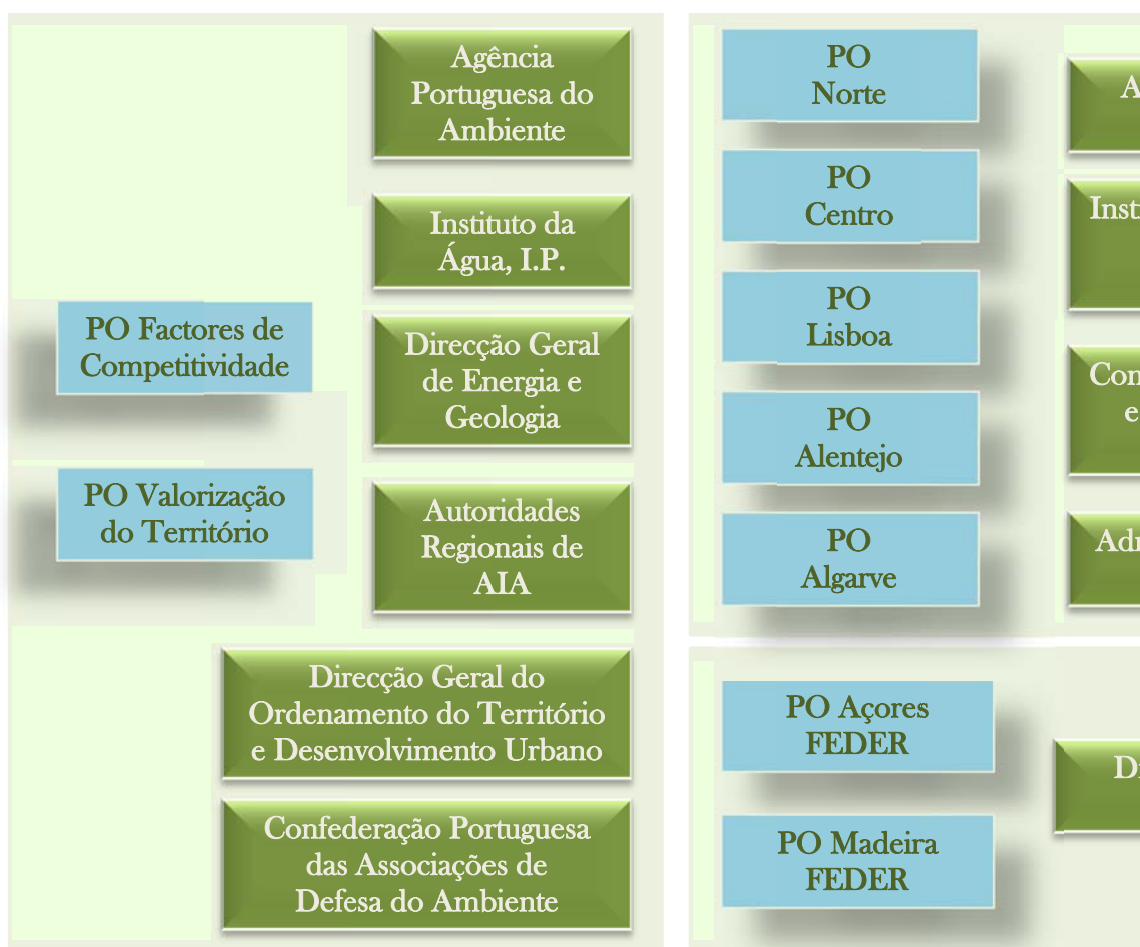 Agência
Portuguesa do
Ambiente
Instituto da
Água, I.P.
PO Factores de
Competitividade
Direcção Geral
de Energia e
Geologia
PO Valorização
do Território
Autoridades
Regionais de
AIA
Direcção Geral do
Ordenamento do Território
e Desenvolvimento Urbano
Confederação Portuguesa
das Associações de
Defesa do Ambiente
PO
Norte
PO
Centro
PO
Lisboa
PO
Alentejo
PO
Algarve
PO Açores
FEDER
PO Madeira
FEDER